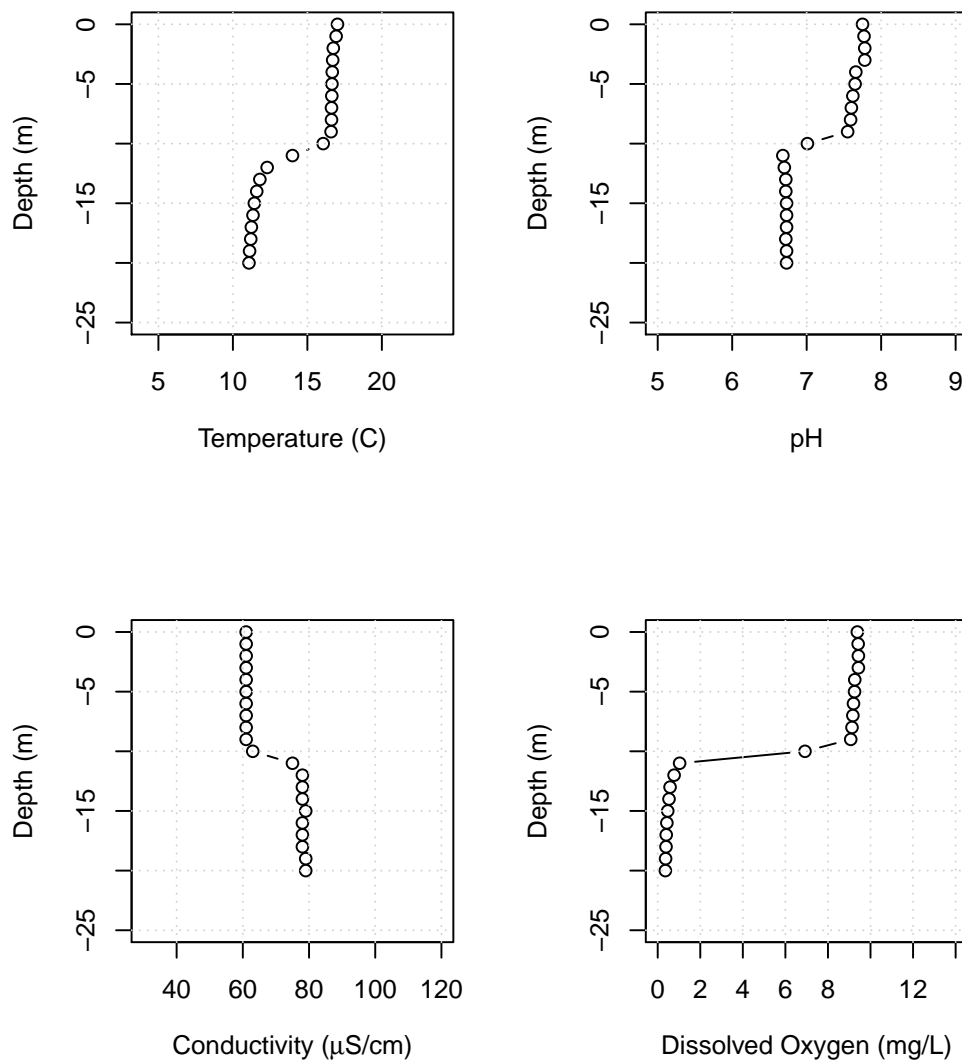 0
−5
−15
−25
Depth (m)
5 10 15 20
Temperature (C)
0
−5
−15
−25
Depth (m)
5 6 7 8 9
pH
0
−5
−15
−25
Depth (m)
40 60 80 100 120
Conductivity (µS/cm)
0
−5
−15
−25
Depth (m)
0 2 4 6 8 12
Dissolved Oxygen (mg/L)